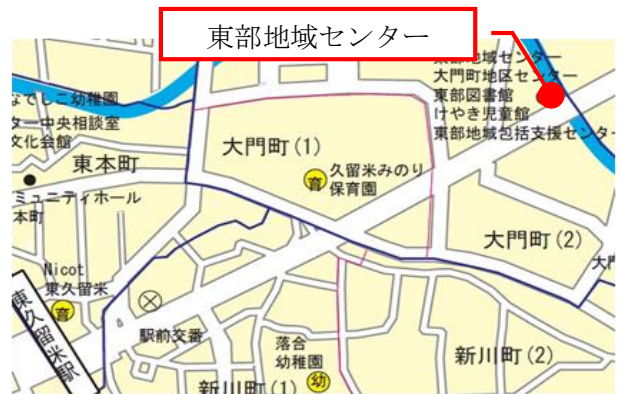 東部地域センター
東部地域センター
大門町地区センター
東部図書館
けやき児童館
東部地域包括支援センター
なでしこ幼稚園
ター中央相談室
文化会館
大門町(1)
東本町
久留米みのり
保育園
育
ミュニティホール
本町
大門町(2)
大門
Nicot
東久留米
育
東久留米駅
駅前交番
落合
幼稚園
幼
新川町(1)
新川町(2)